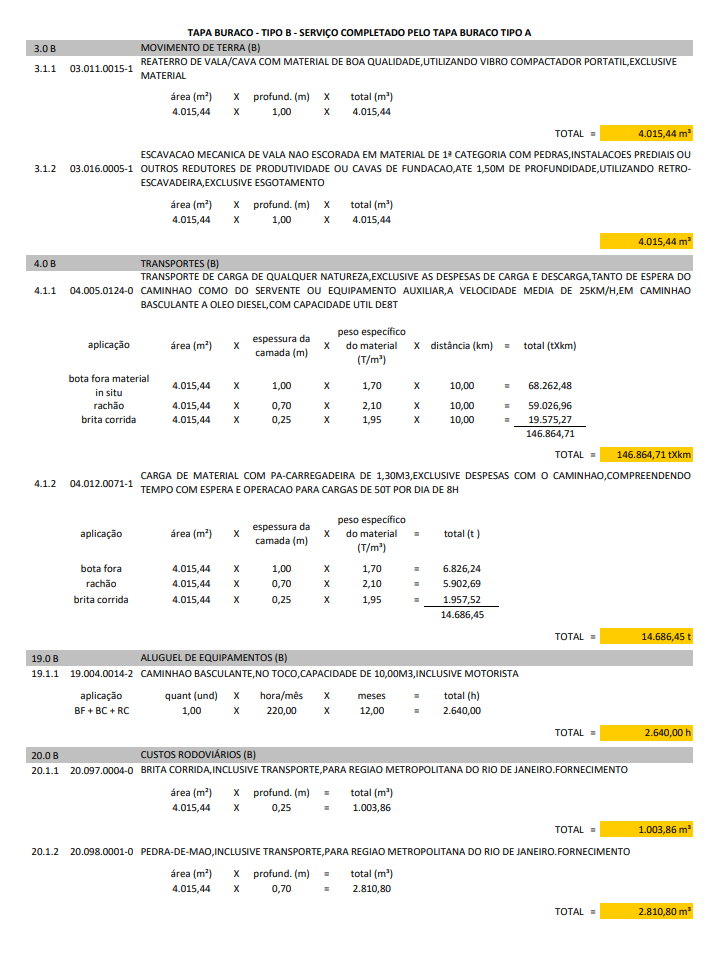 TAPA BURACO - TIPO B - SERVIÇO COMPLETADO PELO TAPA BURACO TIPO A
3.0 B MOVIMENTO DE TERRA (B)
3.1.1 03.011.0015-1 REATERRO DE VALA/CAVA COM MATERIAL DE BOA QUALIDADE,UTILIZANDO VIBRO COMPACTADOR PORTATIL,EXCLUSIVE
MATERIAL
área (m²) X profund. (m) X total (m³)
4.015,44 X 1,00 X 4.015,44
TOTAL = 4.015,44 m³
ESCAVACAO MECANICA DE VALA NAO ESCORADA EM MATERIAL DE 1ª CATEGORIA COM PEDRAS,INSTALACOES PREDIAIS OU
3.1.2 03.016.0005-1 OUTROS REDUTORES DE PRODUTIVIDADE OU CAVAS DE FUNDACAO,ATE 1,50M DE PROFUNDIDADE,UTILIZANDO RETRO-
ESCAVADEIRA,EXCLUSIVE ESGOTAMENTO
área (m²) X profund. (m) X total (m³)
4.015,44 X 1,00 X 4.015,44
4.015,44 m³
4.0 B TRANSPORTES (B)
TRANSPORTE DE CARGA DE QUALQUER NATUREZA,EXCLUSIVE AS DESPESAS DE CARGA E DESCARGA,TANTO DE ESPERA DO
4.1.1 04.005.0124-0 CAMINHAO COMO DO SERVENTE OU EQUIPAMENTO AUXILIAR,A VELOCIDADE MEDIA DE 25KM/H,EM CAMINHAO
BASCULANTE A OLEO DIESEL,COM CAPACIDADE UTIL DE8T
aplicação área (m²) X espessura da camada (m) X peso específico do material (T/m³) X distância (km) = total (tXkm)
bota fora material in situ 4.015,44 X 1,00 X 1,70 X 10,00 = 68.262,48
rachão 4.015,44 X 0,70 X 2,10 X 10,00 = 59.026,96
brita corrida 4.015,44 X 0,25 X 1,95 X 10,00 = 19.575,27
146.864,71
TOTAL = 146.864,71 tXkm
4.1.2 04.012.0071-1 CARGA DE MATERIAL COM PA-CARREGADEIRA DE 1,30M3,EXCLUSIVE DESPESAS COM O CAMINHAO,COMPREENDENDO
TEMPO COM ESPERA E OPERACAO PARA CARGAS DE 50T POR DIA DE 8H
aplicação área (m²) X espessura da camada (m) X peso específico do material (T/m³) = total (t )
bota fora 4.015,44 X 1,00 X 1,70 = 6.826,24
rachão 4.015,44 X 0,70 X 2,10 = 5.902,69
brita corrida 4.015,44 X 0,25 X 1,95 = 1.957,52
14.686,45
TOTAL = 14.686,45 t
19.0 B ALUGUEL DE EQUIPAMENTOS (B)
19.1.1 19.004.0014-2 CAMINHAO BASCULANTE,NO TOCO,CAPACIDADE DE 10,00M3,INCLUSIVE MOTORISTA
aplicação quant (und) X hora/mês X meses = total (h)
BF + BC + RC 1,00 X 220,00 X 12,00 = 2.640,00
TOTAL = 2.640,00 h
20.0 B CUSTOS RODOVIÁRIOS (B)
20.1.1 20.097.0004-0 BRITA CORRIDA,INCLUSIVE TRANSPORTE,PARA REGIAO METROPOLITANA DO RIO DE JANEIRO.FORNECIMENTO
área (m²) X profund. (m) = total (m³)
4.015,44 X 0,25 = 1.003,86
TOTAL = 1.003,86 m³
20.1.2 20.098.0001-0 PEDRA-DE-MAO,INCLUSIVE TRANSPORTE,PARA REGIAO METROPOLITANA DO RIO DE JANEIRO.FORNECIMENTO
área (m²) X profund. (m) = total (m³)
4.015,44 X 0,70 = 2.810,80
TOTAL = 2.810,80 m³